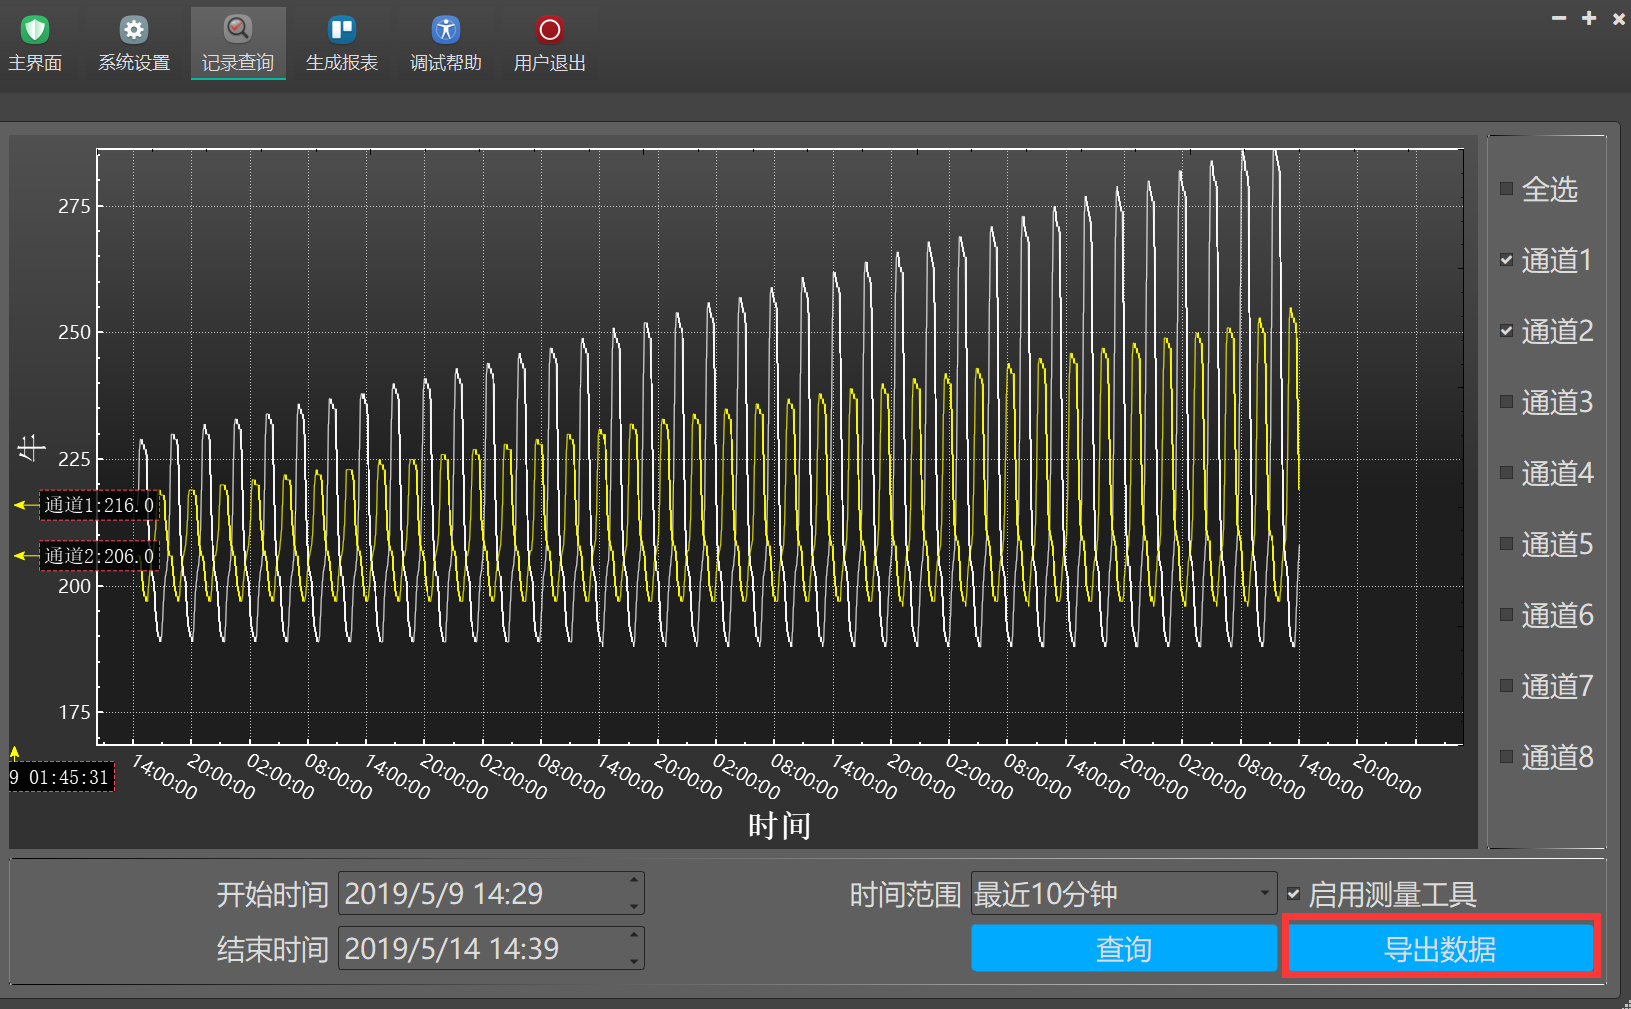 主界面 系统设置 记录查询 生成报表 调试帮助 用户退出
275
250
225
200
175
牛
通道1:216.0
通道2:206.0
9 01:45:31
14:00:00 20:00:00 02:00:00 08:00:00 14:00:00 20:00:00 02:00:00 08:00:00 14:00:00 20:00:00 02:00:00 08:00:00 14:00:00 20:00:00 02:00:00 08:00:00 14:00:00 20:00:00 02:00:00 08:00:00 14:00:00 20:00:00
时间
全选
通道1
通道2
通道3
通道4
通道5
通道6
通道7
通道8
开始时间 2019/5/9 14:29 时间范围 最近10分钟 启用测量工具
结束时间 2019/5/14 14:39 查询 导出数据